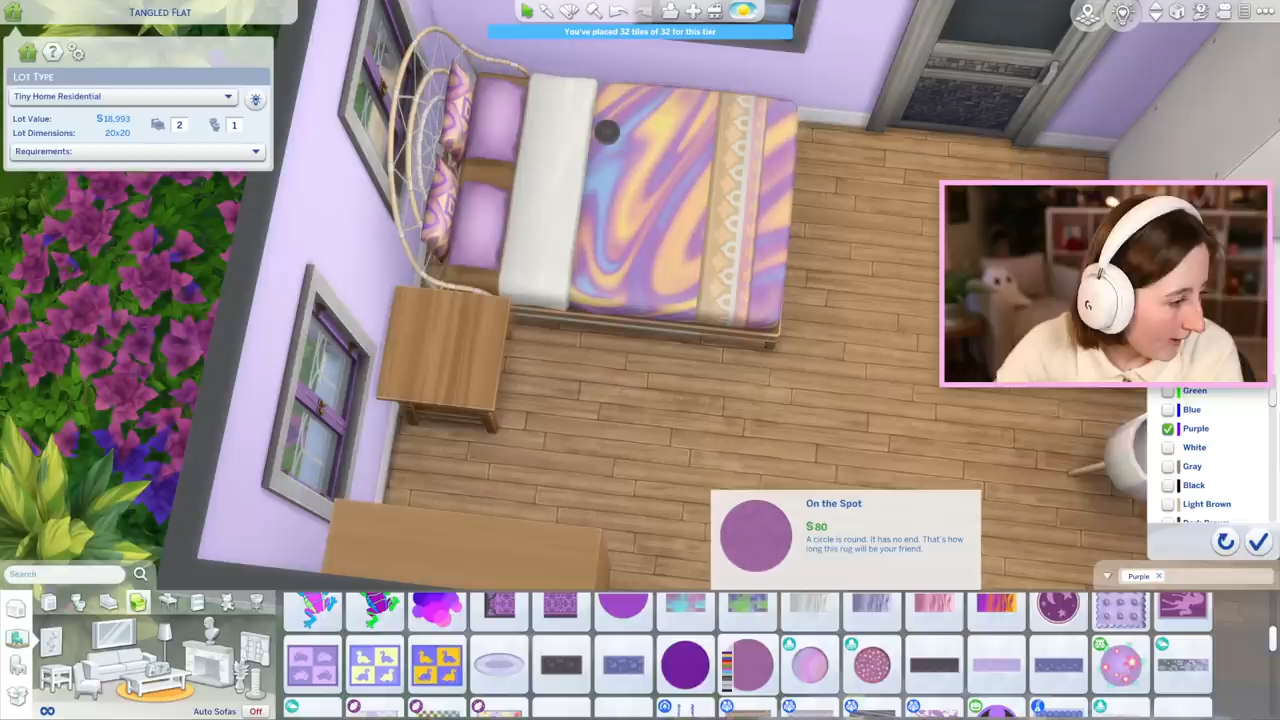 TANGLED FLAT
You've placed 32 tiles of 32 for this tier
LOT TYPE
Tiny Home Residential
Lot Value: §18,993
2
1
Lot Dimensions: 20x20
Requirements:
Green
Blue
Purple
White
Gray
Black
Light Brown
On the Spot
§80
A circle is round. It has no end. That's how
long this rug will be your friend.
Search
Purple
Auto Sofas Off